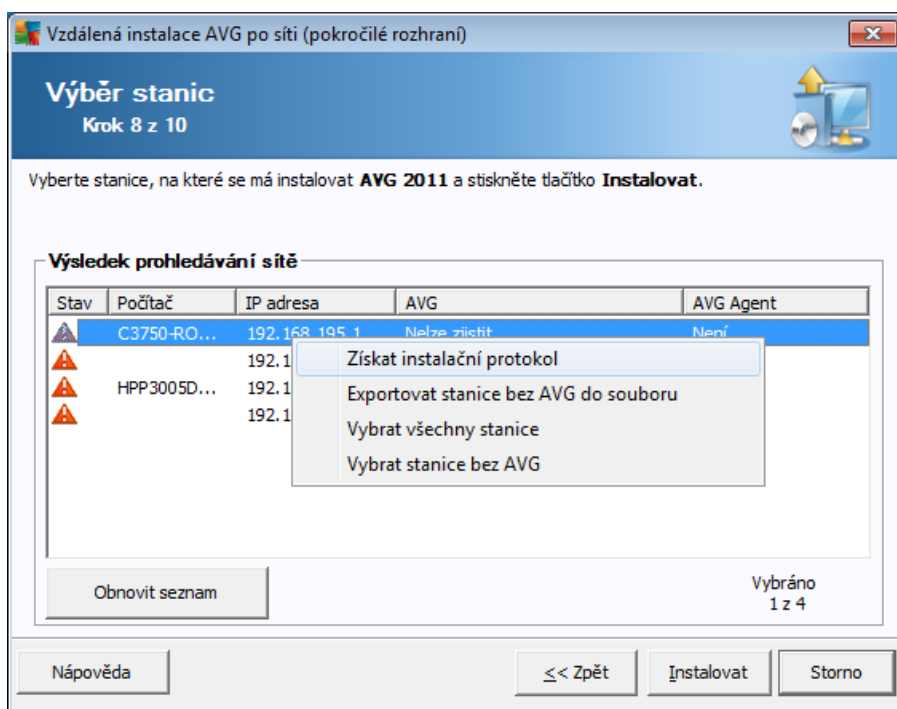 Vzdálená instalace AVG po síti (pokročilé rozhraní)
Výběr stanic
Krok 8 z 10
Vyberte stanice, na které se má instalovat AVG 2011 a stiskněte tlačítko Instalovat.
Výsledek prohledávání sítě
Stav Počítač IP adresa AVG AVG Agent
C3750-RO... 192.168.195.1 Nelze zjistit Není
192.1
HPP3005D... 192.1
192.1
Získat instalační protokol
Exportovat stanice bez AVG do souboru
Vybrat všechny stanice
Vybrat stanice bez AVG
Obnovit seznam
Vybráno
1 z 4
Nápověda << Zpět Instalovat Storno